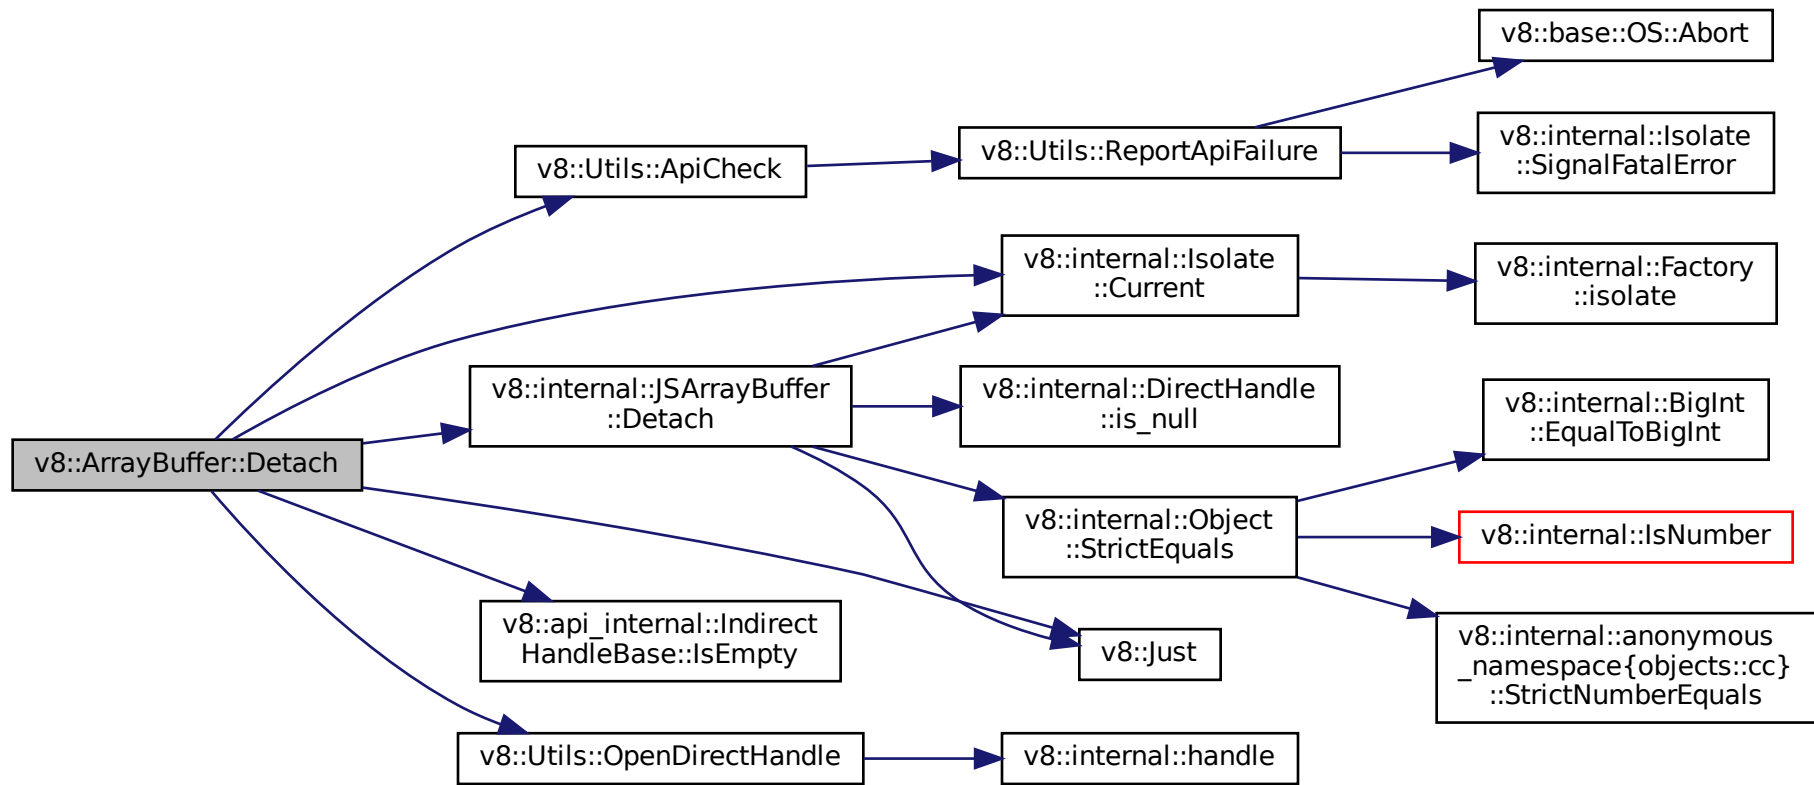 v8::ArrayBuffer::Detach
v8::Utils::ApiCheck
v8::Utils::ReportApiFailure
v8::base::OS::Abort
v8::internal::Isolate
::SignalFatalError
v8::internal::Isolate
::Current
v8::internal::Factory
::isolate
v8::internal::JSArrayBuffer
::Detach
v8::internal::DirectHandle
::is_null
v8::internal::Object
::StrictEquals
v8::internal::BigInt
::EqualToBigInt
v8::internal::IsNumber
v8::internal::anonymous
_namespace{objects::cc}
::StrictNumberEquals
v8::Just
v8::api_internal::Indirect
HandleBase::IsEmpty
v8::Utils::OpenDirectHandle
v8::internal::handle